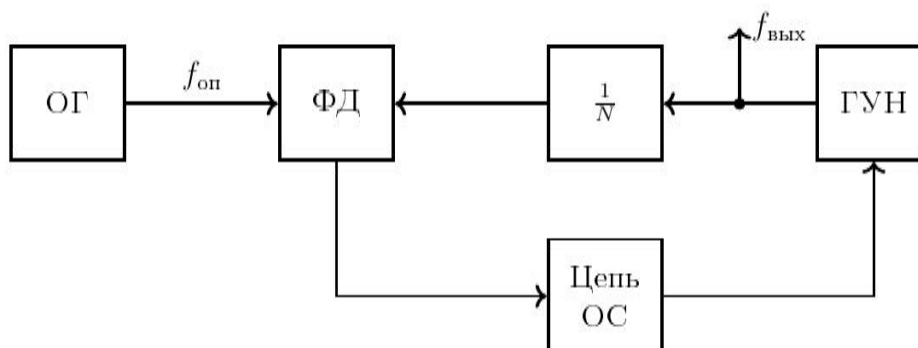 f_вых
ОГ
f_оп
ФД
1/N
ГУН
Цепь
ОС